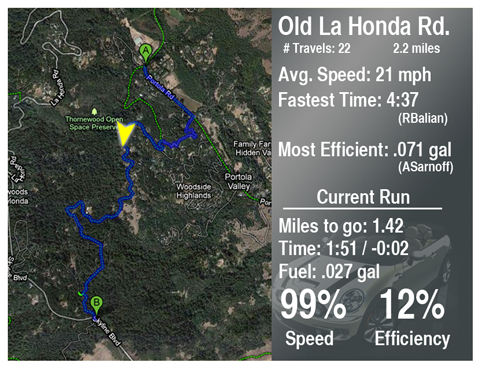 Old La Honda Rd.
# Travels: 22 2.2 miles
Avg. Speed: 21 mph
Fastest Time: 4:37
(RBalian)
Most Efficient: .071 gal
(ASarnoff)
Current Run
Miles to go: 1.42
Time: 1:51 / -0:02
Fuel: .027 gal
99% 12%
Speed Efficiency
A
Portola Rd
La Honda Rd
Thornewood Open
Space Preserve
Family Far
Hidden Va
Portola
Valley
Woodside
Highlands
Por
woods
Honda
Blvd
B
Skyline Blvd